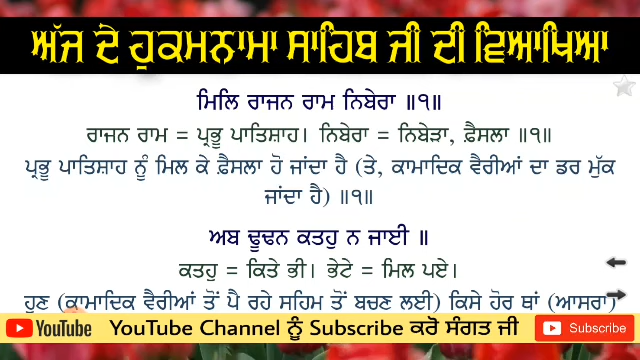 ਅੱਜ ਦੇ ਹੁਕਮਨਾਮਾ ਸਾਹਿਬ ਜੀ ਦੀ ਵਿਆਖਿਆ
ਮਿਲਿ ਰਾਜਨ ਰਾਮ ਨਿਬੇਰਾ ॥੧॥
ਰਾਜਨ ਰਾਮ = ਪ੍ਰਭੂ ਪਾਤਿਸ਼ਾਹ। ਨਿਬੇਰਾ = ਨਿਬੇੜਾ, ਫ਼ੈਸਲਾ ॥੧॥
ਪ੍ਰਭੂ ਪਾਤਿਸ਼ਾਹ ਨੂੰ ਮਿਲ ਕੇ ਫ਼ੈਸਲਾ ਹੋ ਜਾਂਦਾ ਹੈ (ਤੇ, ਕਾਮਾਦਿਕ ਵੈਰੀਆਂ ਦਾ ਡਰ ਮੁੱਕ
ਜਾਂਦਾ ਹੈ) ॥੧॥
ਅਬ ਢੂਢਨ ਕਤਹੁ ਨ ਜਾਈ ॥
ਕਤਹੁ = ਕਿਤੇ ਭੀ। ਭੇਟੇ = ਮਿਲ ਪਏ।
ਹੁਣ (ਕਾਮਾਦਿਕ ਵੈਰੀਆਂ ਤੋਂ ਪੈ ਰਹੇ ਸਹਿਮ ਤੋਂ ਬਚਣ ਲਈ) ਕਿਸੇ ਹੋਰ ਥਾਂ (ਆਸਰਾ)
YouTube YouTube Channel ਨੂੰ Subscribe ਕਰੋ ਸੰਗਤ ਜੀ Subscribe